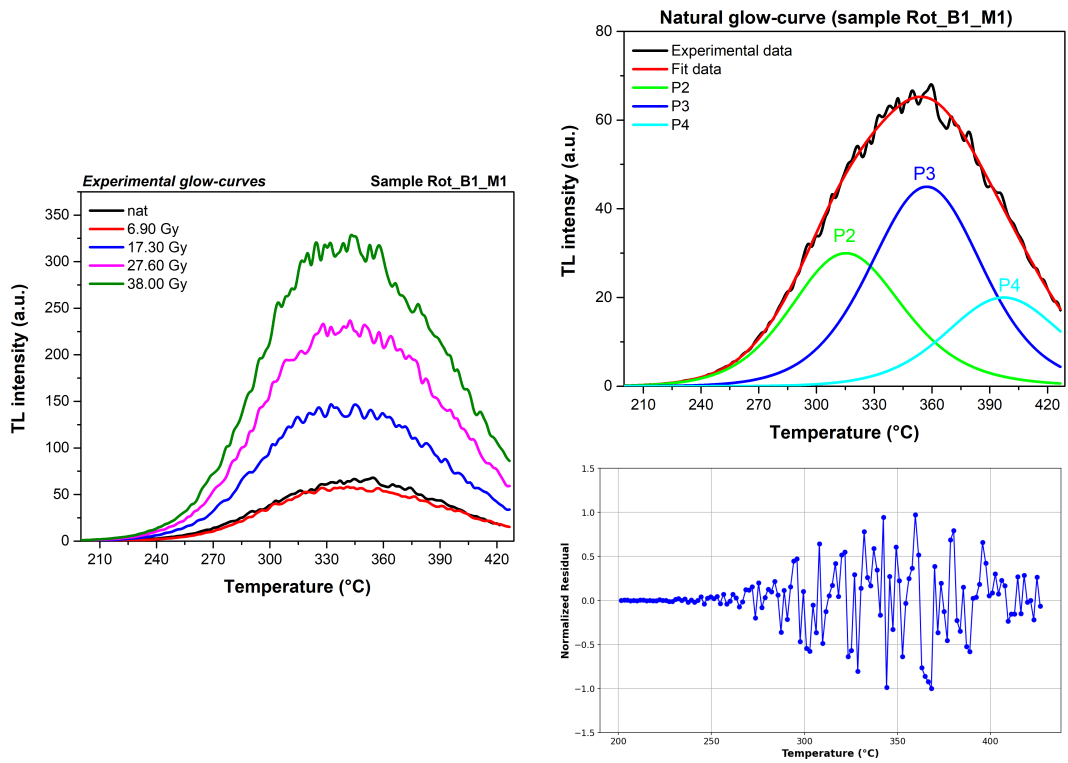 Experimental glow-curves
Sample Rot_B1_M1
nat
6.90 Gy
17.30 Gy
27.60 Gy
38.00 Gy
350
300
250
200
150
100
50
0
TL intensity (a.u.)
210 240 270 300 330 360 390 420
Temperature (°C)
Natural glow-curve (sample Rot_B1_M1)
Experimental data
Fit data
P2
P3
P4
P3
P2
P4
80
60
40
20
0
TL intensity (a.u.)
210 240 270 300 330 360 390 420
Temperature (°C)
1.5
1.0
0.5
0.0
−0.5
−1.0
−1.5
Normalized Residual
200 250 300 350 400
Temperature (°C)